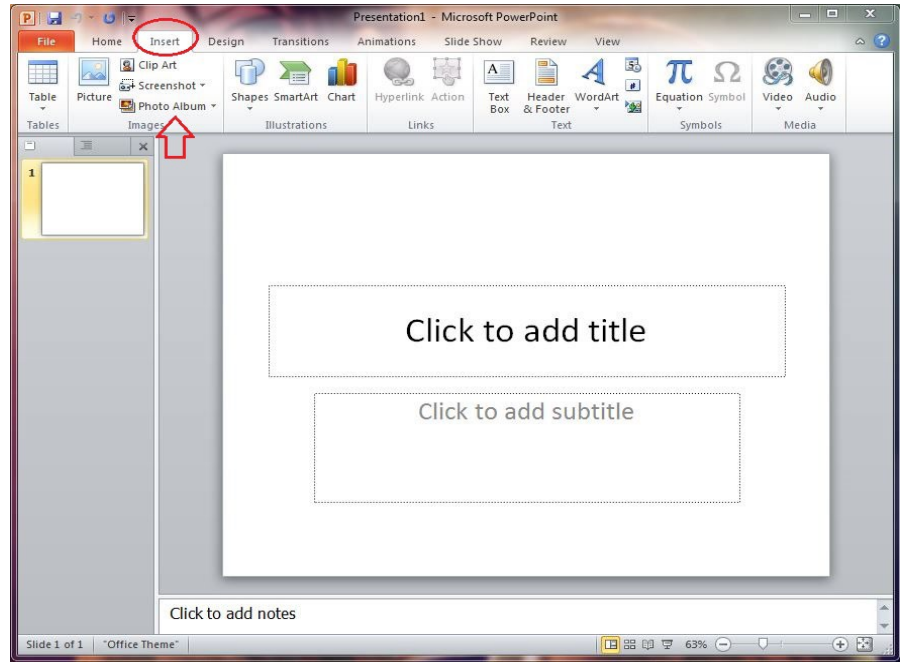 Presentation1 - Microsoft PowerPoint
File Home Insert Design Transitions Animations Slide Show Review View
Table
Picture
Clip Art
Screenshot
Photo Album
Shapes SmartArt Chart
Hyperlink Action
Text Box
Header & Footer
WordArt
Equation Symbol
Video Audio
Tables Images Illustrations Links Text Symbols Media
1
Click to add title
Click to add subtitle
Click to add notes
Slide 1 of 1 "Office Theme" 63%